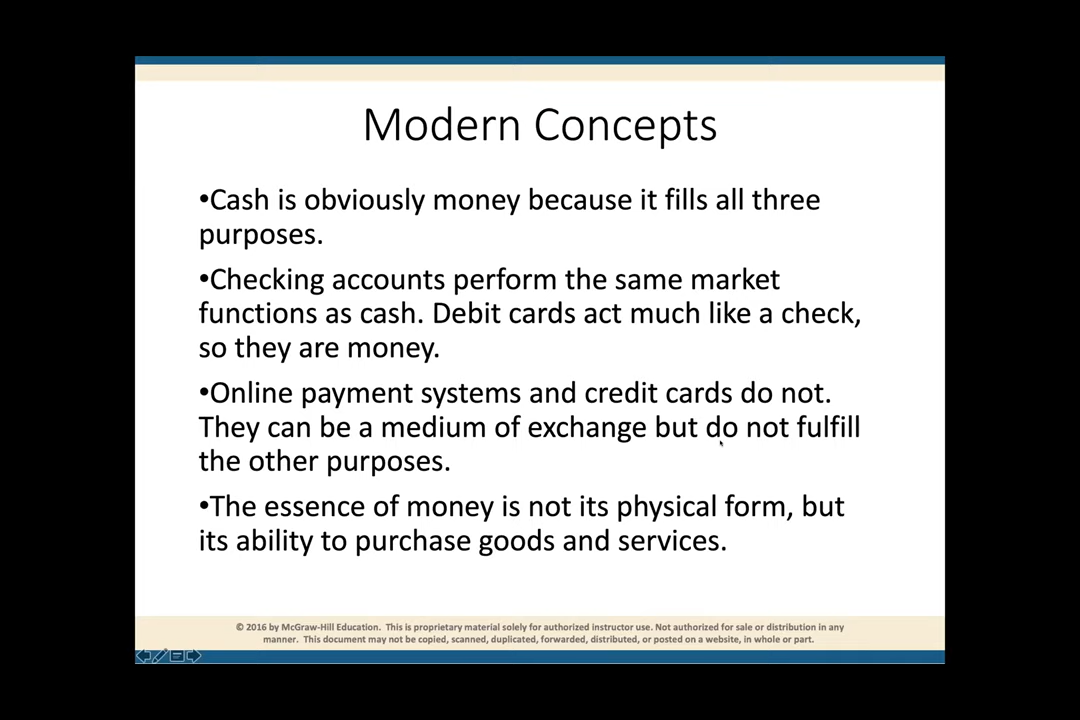 Modern Concepts
•Cash is obviously money because it fills all three
purposes.
•Checking accounts perform the same market
functions as cash. Debit cards act much like a check,
so they are money.
•Online payment systems and credit cards do not.
They can be a medium of exchange but do not fulfill
the other purposes.
•The essence of money is not its physical form, but
its ability to purchase goods and services.
© 2016 by McGraw-Hill Education. This is proprietary material solely for authorized instructor use. Not authorized for sale or distribution in any
manner. This document may not be copied, scanned, duplicated, forwarded, distributed, or posted on a website, in whole or part.